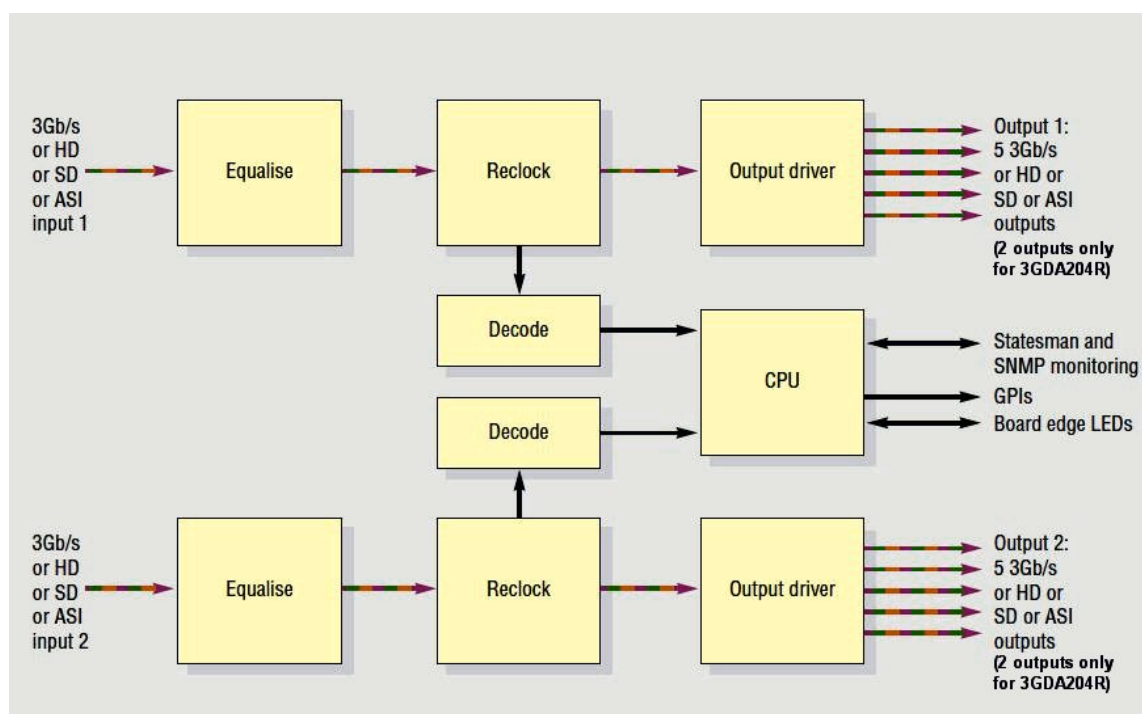 3Gb/s
or HD
or SD
or ASI
input 1
Equalise
Reclock
Output driver
Output 1:
5 3Gb/s
or HD or
SD or ASI
outputs
(2 outputs only
for 3GDA204R)
Decode
CPU
Statesman and
SNMP monitoring
GPIs
Board edge LEDs
Decode
3Gb/s
or HD
or SD
or ASI
input 2
Equalise
Reclock
Output driver
Output 2:
5 3Gb/s
or HD or
SD or ASI
outputs
(2 outputs only
for 3GDA204R)